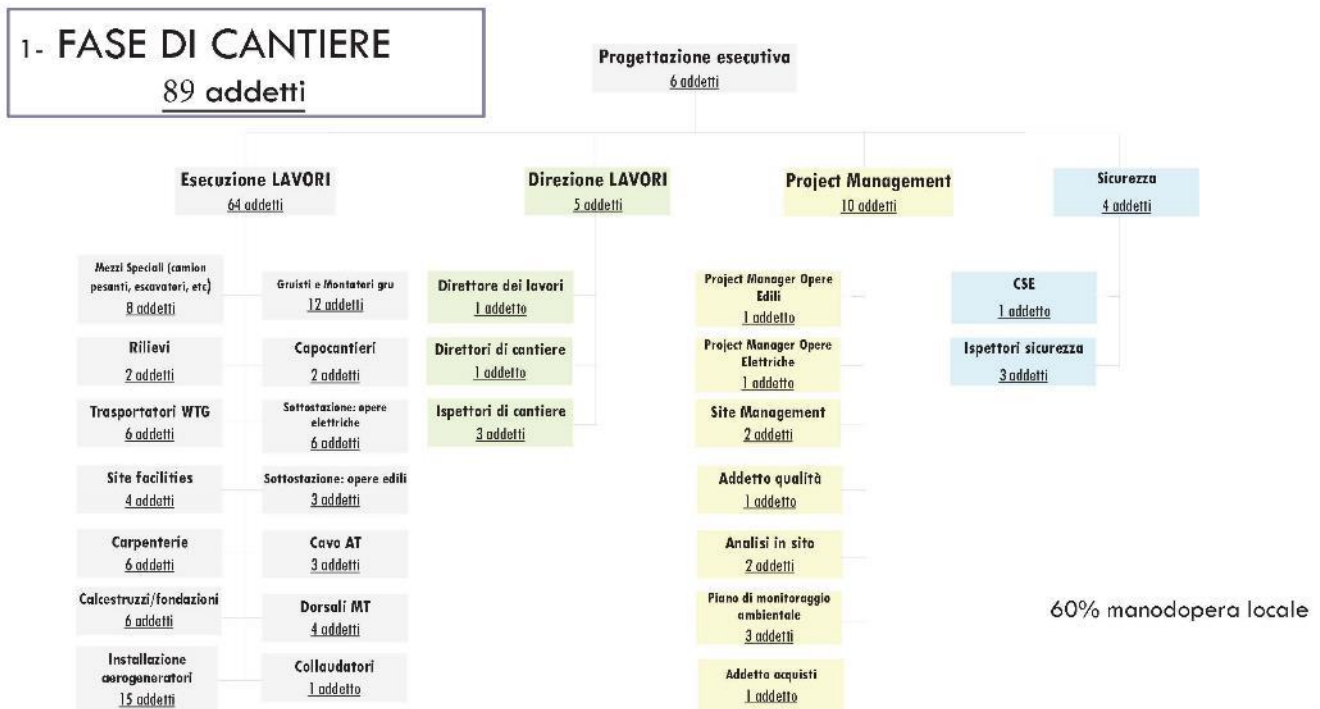 1- FASE DI CANTIERE
89 addetti
Progettazione esecutiva
6 addetti
Esecuzione LAVORI
64 addetti
Direzione LAVORI
5 addetti
Project Management
10 addetti
Sicurezza
4 addetti
Mezzi Speciali (camion
pesanti, escavatori, etc)
8 addetti
Rilievi
2 addetti
Trasportatori WTG
6 addetti
Site facilities
4 addetti
Carpenterie
6 addetti
Calcestruzzi/fondazioni
6 addetti
Installazione
aerogeneratori
15 addetti
Gruisti e Montatori gru
12 addetti
Capocantieri
2 addetti
Sottostazione: opere
elettriche
6 addetti
Sottostazione: opere edili
3 addetti
Cavo AT
3 addetti
Dorsali MT
4 addetti
Collaudatori
1 addetto
Direttore dei lavori
1 addetto
Direttori di cantiere
1 addetto
Ispettori di cantiere
3 addetti
Project Manager Opere
Edili
1 addetto
Project Manager Opere
Elettriche
1 addetto
Site Management
2 addetti
Addetto qualità
1 addetto
Analisi in sito
2 addetti
Piano di monitoraggio
ambientale
3 addetti
Addetto acquisti
1 addetto
CSE
1 addetto
Ispettori sicurezza
3 addetti
60% manodopera locale